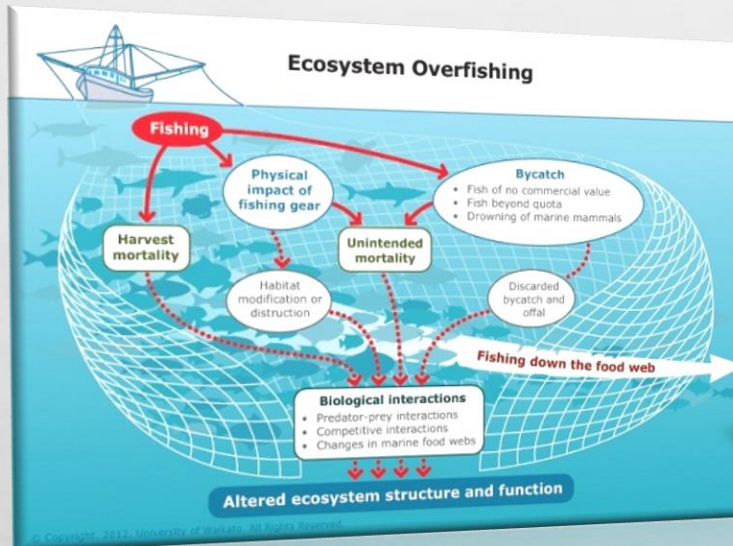 Ecosystem Overfishing
Fishing
Physical
impact of
fishing gear
Bycatch
• Fish of no commercial value
• Fish beyond quota
• Drowning of marine mammals
Harvest
mortality
Unintended
mortality
Habitat
modification or
distruction
Discarded
bycatch and
offal
Fishing down the food web
Biological interactions
• Predator-prey interactions
• Competitive interactions
• Changes in marine food webs
Altered ecosystem structure and function
© Copyright. 2012. University of Waikato. All Rights Reserved.